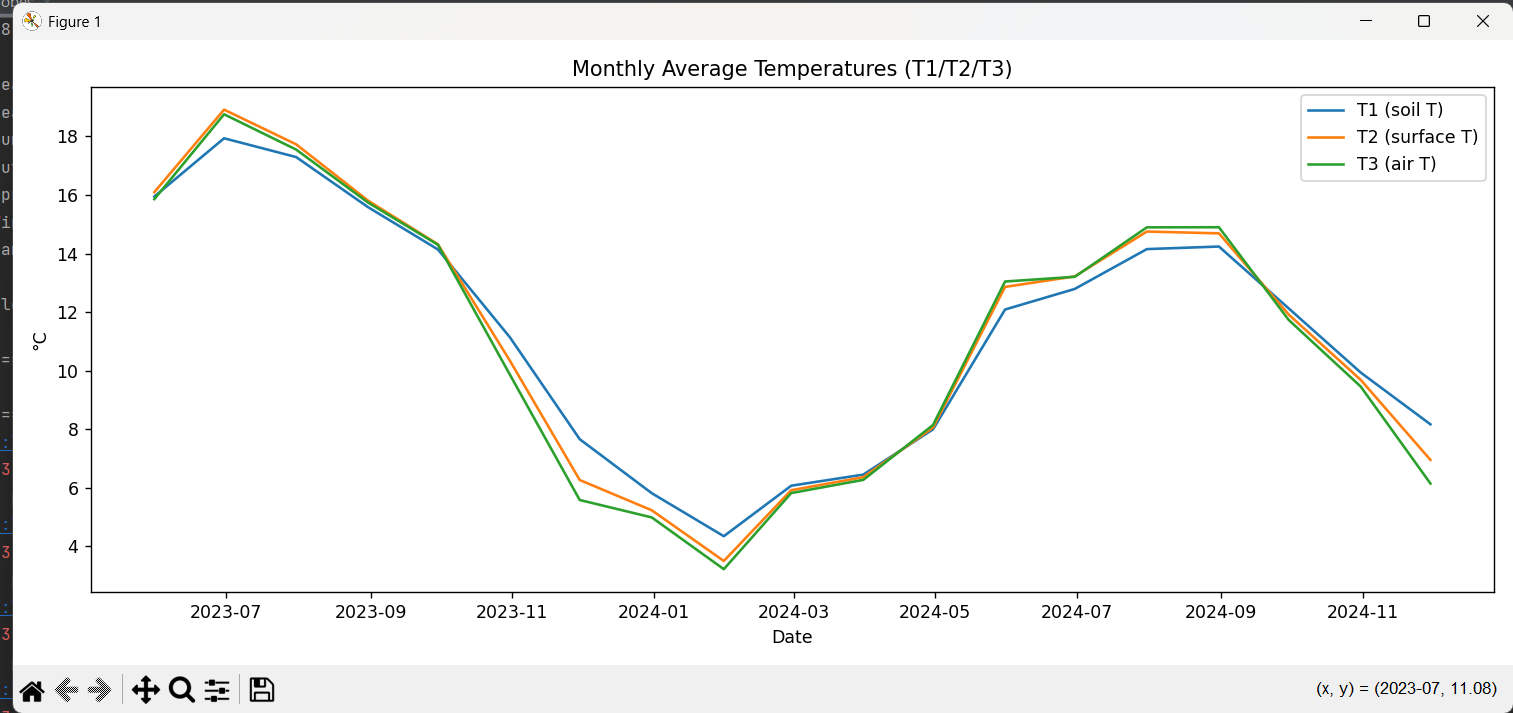 Figure 1
Monthly Average Temperatures (T1/T2/T3)
T1 (soil T)
T2 (surface T)
T3 (air T)
18
16
14
12
10
8
6
4
°C
2023-07 2023-09 2023-11 2024-01 2024-03 2024-05 2024-07 2024-09 2024-11
Date
(x, y) = (2023-07, 11.08)